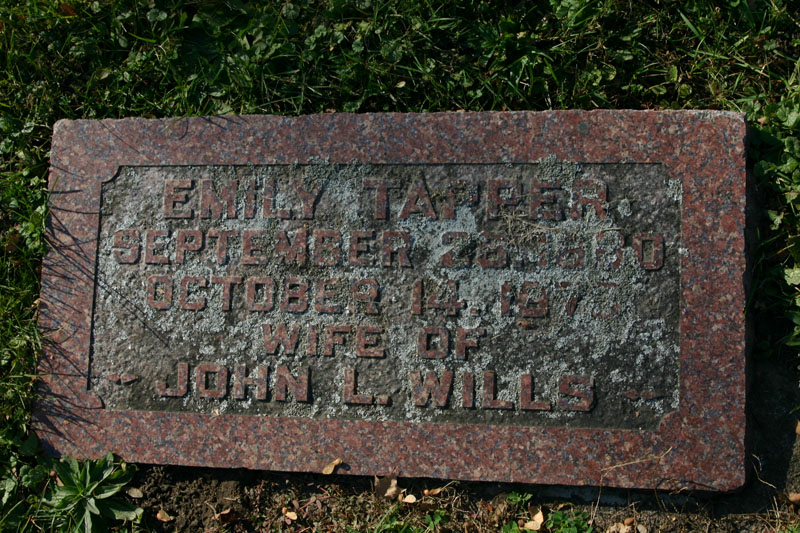 EMILY TAPPER
SEPTEMBER
OCTOBER 14,
WIFE OF
JOHN L. WILLS